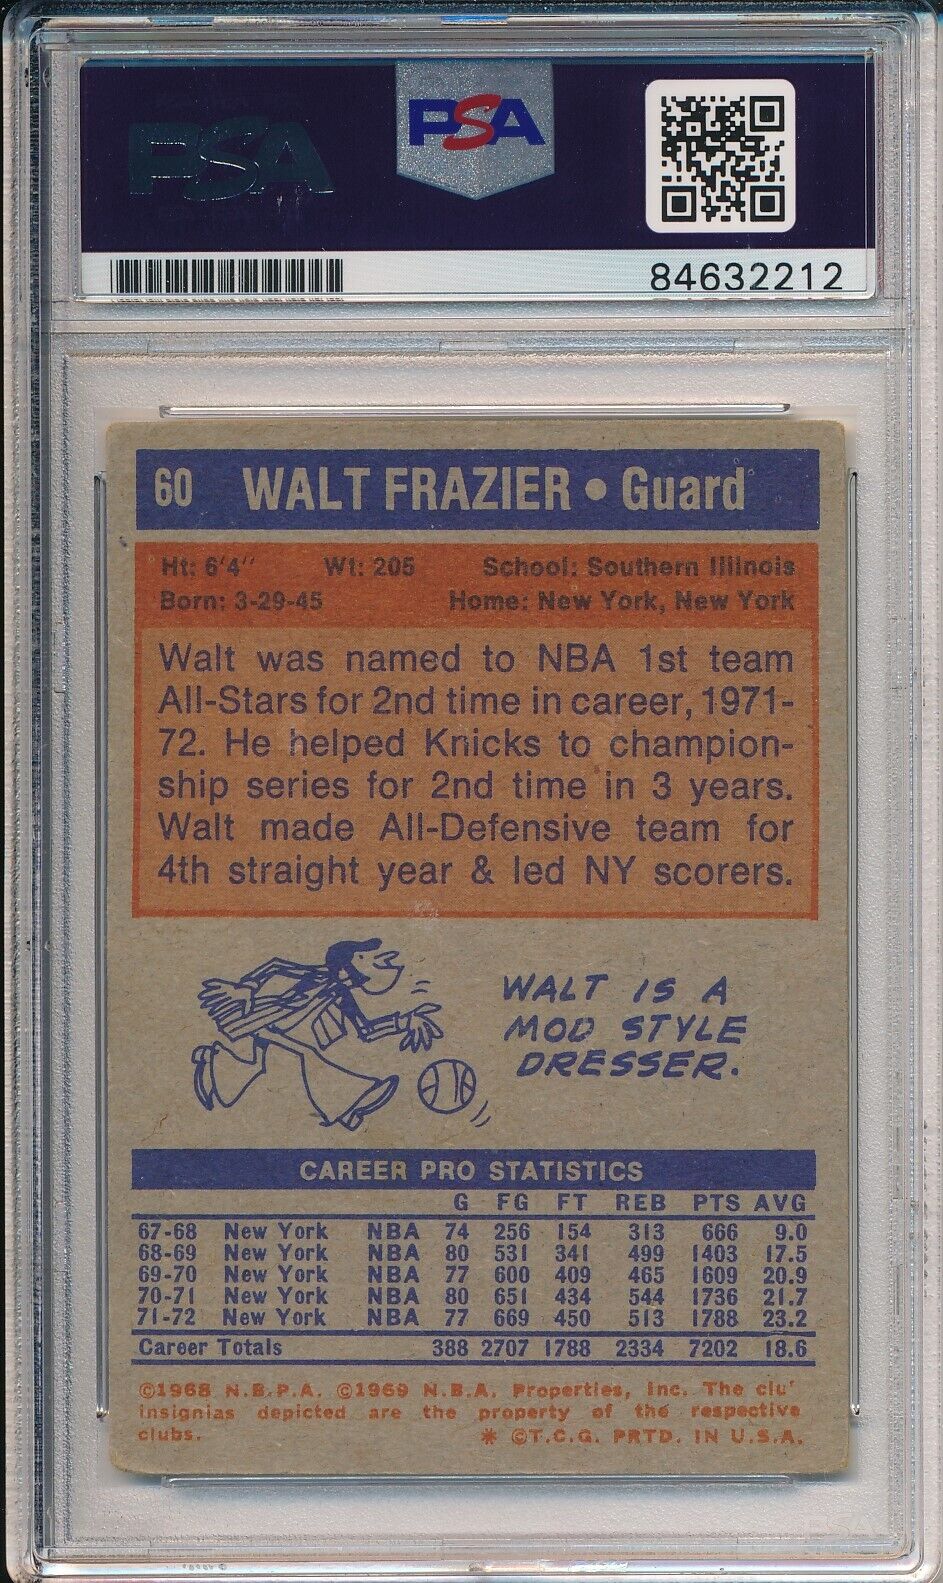 PSA
PSA
84632212
60 WALT FRAZIER • Guard
Ht: 6'4" Wt: 205 School: Southern Illinois
Born: 3-29-45 Home: New York, New York
Walt was named to NBA 1st team
All-Stars for 2nd time in career, 1971-
72. He helped Knicks to champion-
ship series for 2nd time in 3 years.
Walt made All-Defensive team for
4th straight year & led NY scorers.
WALT IS A
MOD STYLE
DRESSER.
CAREER PRO STATISTICS
G FG FT REB PTS AVG
67-68 New York NBA 74 256 154 313 666 9.0
68-69 New York NBA 80 531 341 499 1403 17.5
69-70 New York NBA 77 600 409 465 1609 20.9
70-71 New York NBA 80 651 434 544 1736 21.7
71-72 New York NBA 77 669 450 513 1788 23.2
Career Totals 388 2707 1788 2334 7202 18.6
©1968 N.B.P.A. ©1969 N.B.A. Properties, Inc. The clu'
insignias depicted are the property of the respective
clubs. * ©T.C.G. PRTD. IN U.S.A.